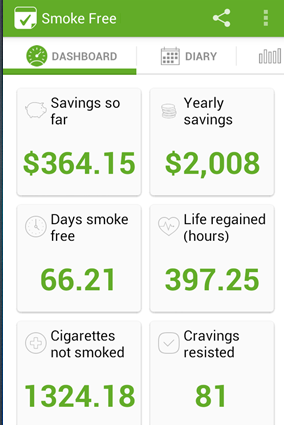 Smoke Free
DASHBOARD
DIARY
Savings so
far
$364.15
Yearly
savings
$2,008
Days smoke
free
66.21
Life regained
(hours)
397.25
Cigarettes
not smoked
1324.18
Cravings
resisted
81